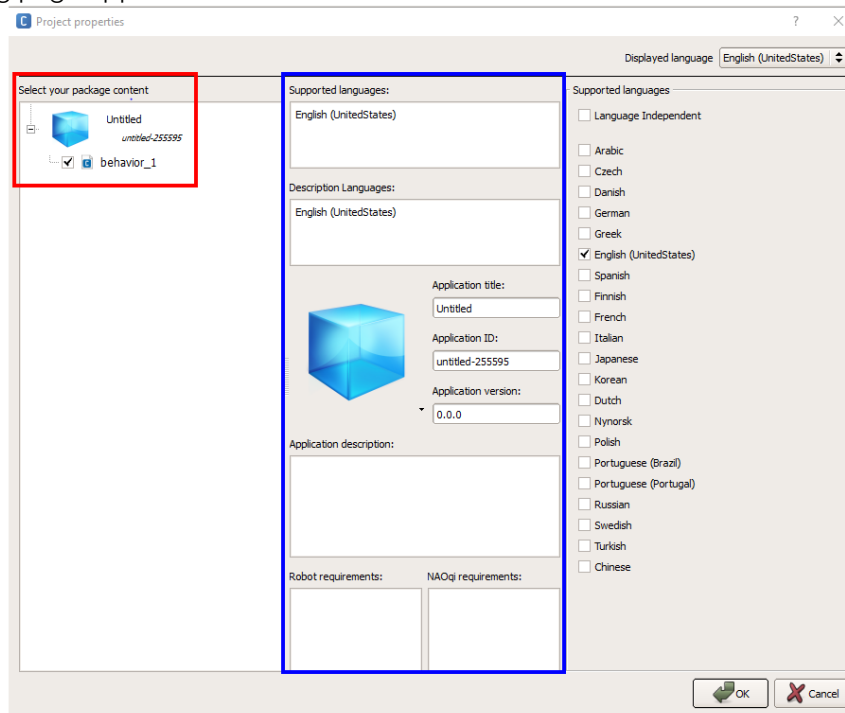 Project properties
Displayed language English (UnitedStates)
Select your package content
Untitled
untitled-255595
behavior_1
Supported languages:
English (UnitedStates)
Description Languages:
English (UnitedStates)
Application title:
Untitled
Application ID:
untitled-255595
Application version:
0.0.0
Application description:
Robot requirements:
NAOqi requirements:
Supported languages
Language Independent
Arabic
Czech
Danish
German
Greek
English (UnitedStates)
Spanish
Finnish
French
Italian
Japanese
Korean
Dutch
Nynorsk
Polish
Portuguese (Brazil)
Portuguese (Portugal)
Russian
Swedish
Turkish
Chinese
OK
Cancel